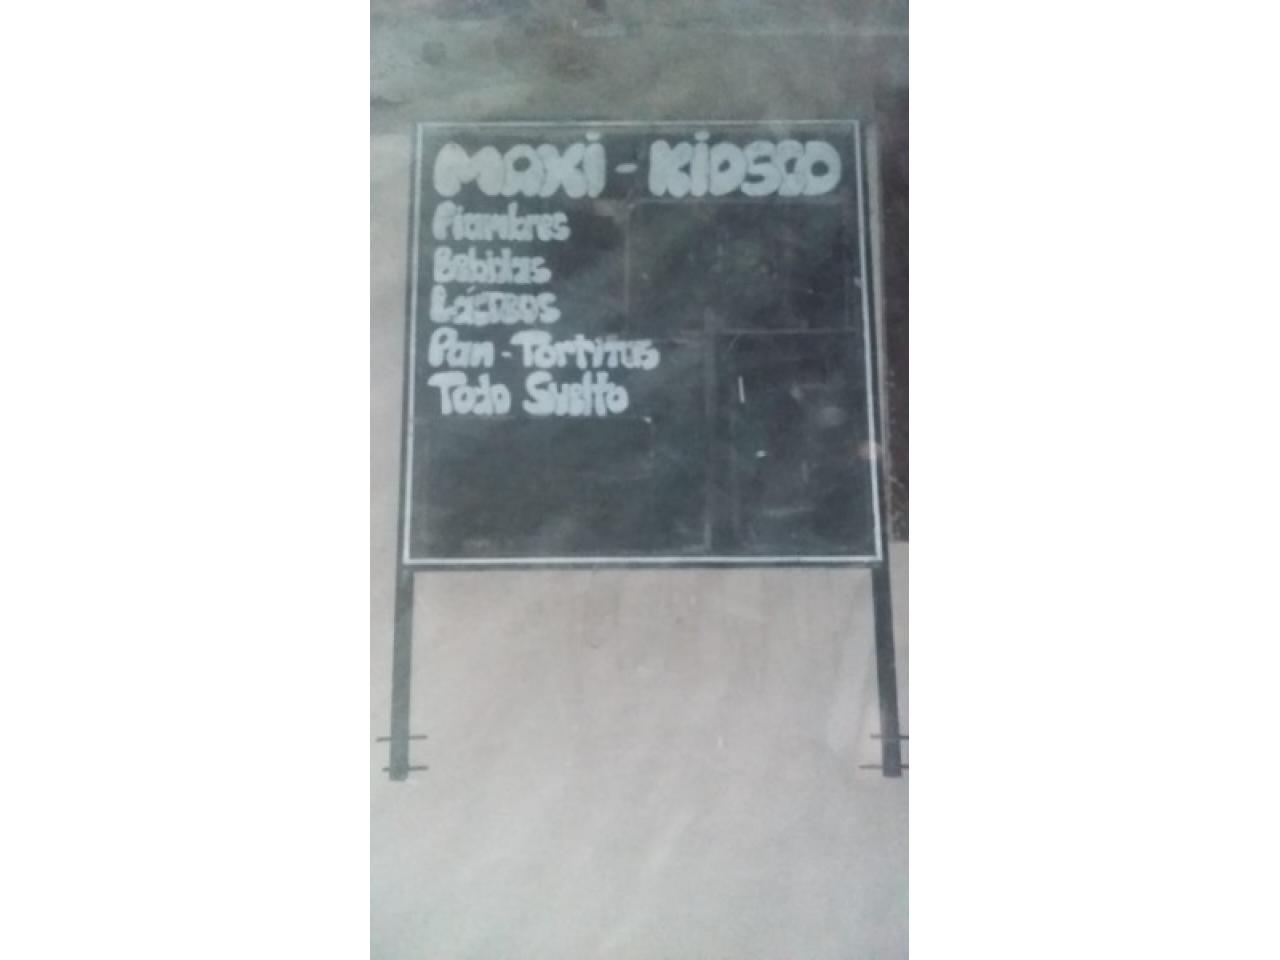 MAXi - KiOSCO
Fiambres
Bebidas
LácTeos
Pan - Tortitas
Todo Suelto